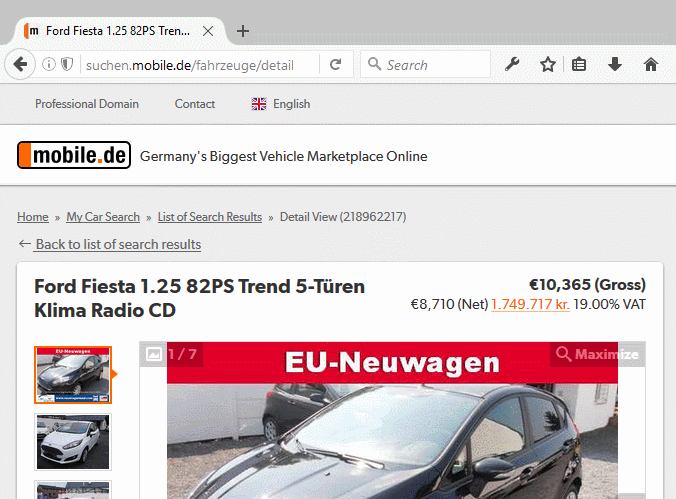 Ford Fiesta 1.25 82PS Tren...
suchen.mobile.de/fahrzeuge/detail
Search
Professional Domain
Contact
English
mobile.de
Germany's Biggest Vehicle Marketplace Online
Home » My Car Search » List of Search Results » Detail View (218962217)
← Back to list of search results
Ford Fiesta 1.25 82PS Trend 5-Türen
Klima Radio CD
€10,365 (Gross)
€8,710 (Net) 1.749.717 kr. 19.00% VAT
EU-Neuwagen
1 / 7
EU-Neuwagen
Maximize